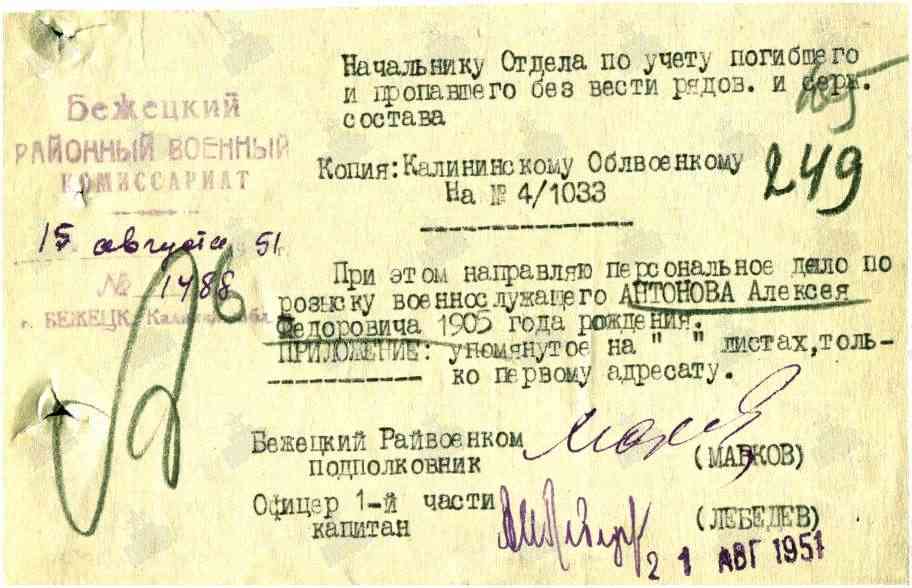 Начальнику Отдела по учету погибшего
и пропавшего без вести рядов. и серж.
состава
Копия: Калининскому Облвоенкому
На № 4/1033
249
Бежецкий
РАЙОННЫЙ ВОЕННЫЙ
КОМИССАРИАТ
15 августа 1951г.
№ 1488
г. БЕЖЕЦК, Калин. обл.
При этом направляю персональное дело по
розыску военнослужащего АНТОНОВА Алексея
Федоровича 1905 года рождения.
ПРИЛОЖЕНИЕ: упомянутое на " " листах,толь-
ко первому адресату.
Бежецкий Райвоенком
подполковник
(МАРКОВ)
Офицер 1-й части
капитан
(ЛЕБЕДЕВ)
21 АВГ 1951